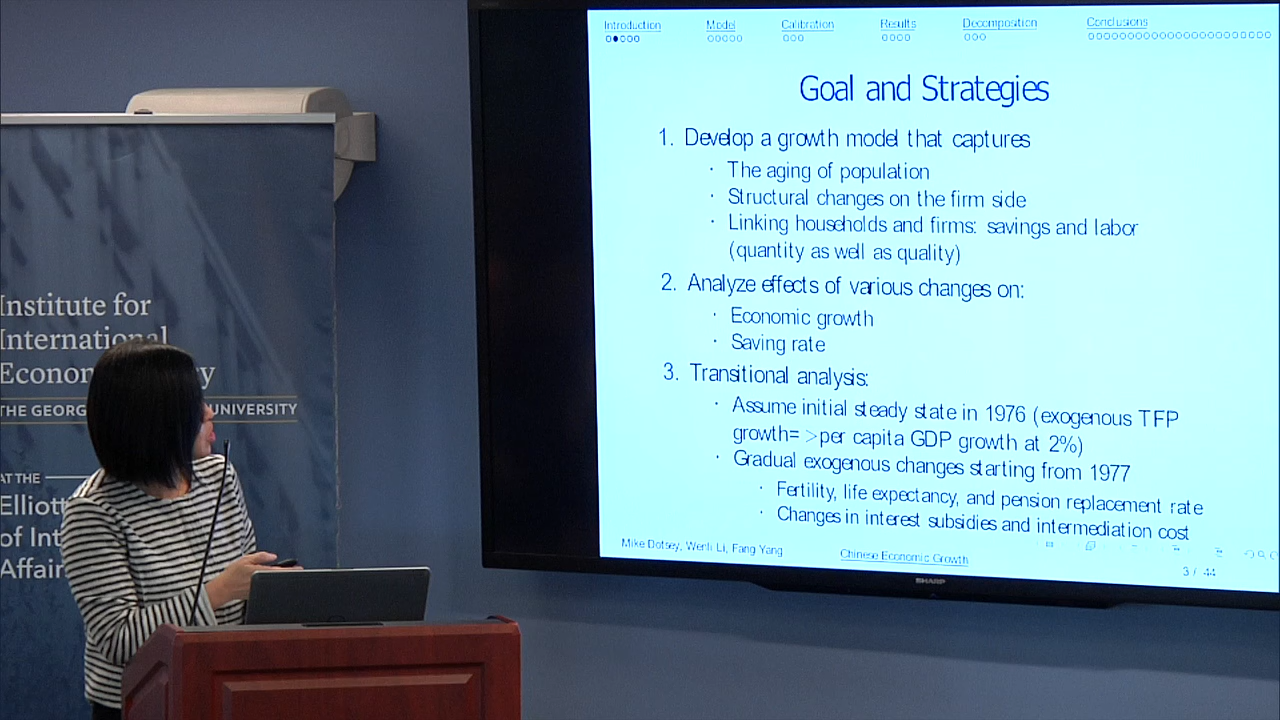 Introduction Model Calibration Results Decomposition Conclusions
Goal and Strategies
1. Develop a growth model that captures
· The aging of population
· Structural changes on the firm side
· Linking households and firms: savings and labor
(quantity as well as quality)
2. Analyze effects of various changes on:
· Economic growth
· Saving rate
3. Transitional analysis:
· Assume initial steady state in 1976 (exogenous TFP
growth= >per capita GDP growth at 2%)
· Gradual exogenous changes starting from 1977
· Fertility, life expectancy, and pension replacement rate
· Changes in interest subsidies and intermediation cost
Mike Dotsey, Wenli Li, Fang Yang Chinese Economic Growth
3 / 44
SHARP
Institute for
International
Econom y
THE GEORG UNIVERSITY
AT THE
Elliott
of Int
Affair